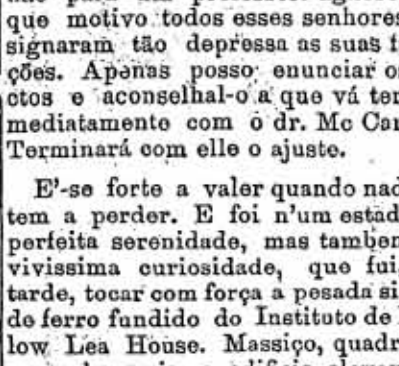 que motivo todos esses senhores
signaram tão depressa as suas f
ções. Apenas posso enunciar o
ctos e aconselhal-o a que vá ter
mediatamente com o dr. Mc Car
Terminará com elle o ajuste.
E'-se forte a valer quando nad
tem a perder. E foi n'um estad
perfeita serenidade, mas tambem
vivissima curiosidade, que fui,
tarde, tocar com força a pesada si
de ferro fundido do Instituto de
low Lea House. Massiço, quadr